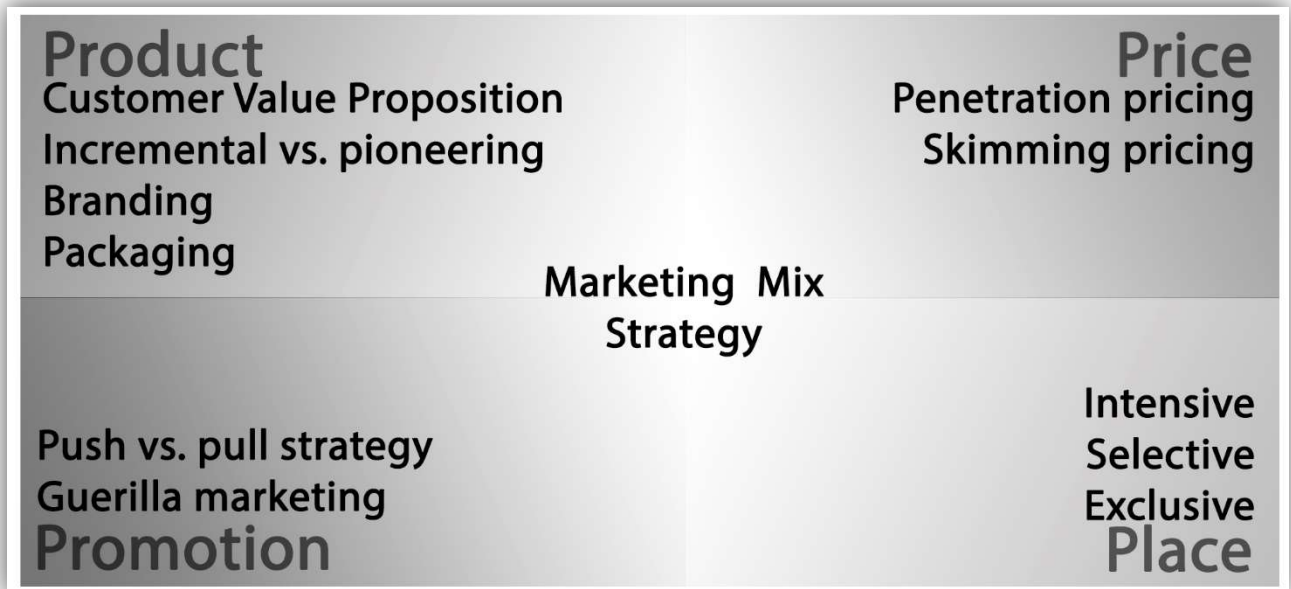 Product
Customer Value Proposition
Incremental vs. pioneering
Branding
Packaging
Price
Penetration pricing
Skimming pricing
Marketing Mix
Strategy
Push vs. pull strategy
Guerilla marketing
Promotion
Intensive
Selective
Exclusive
Place